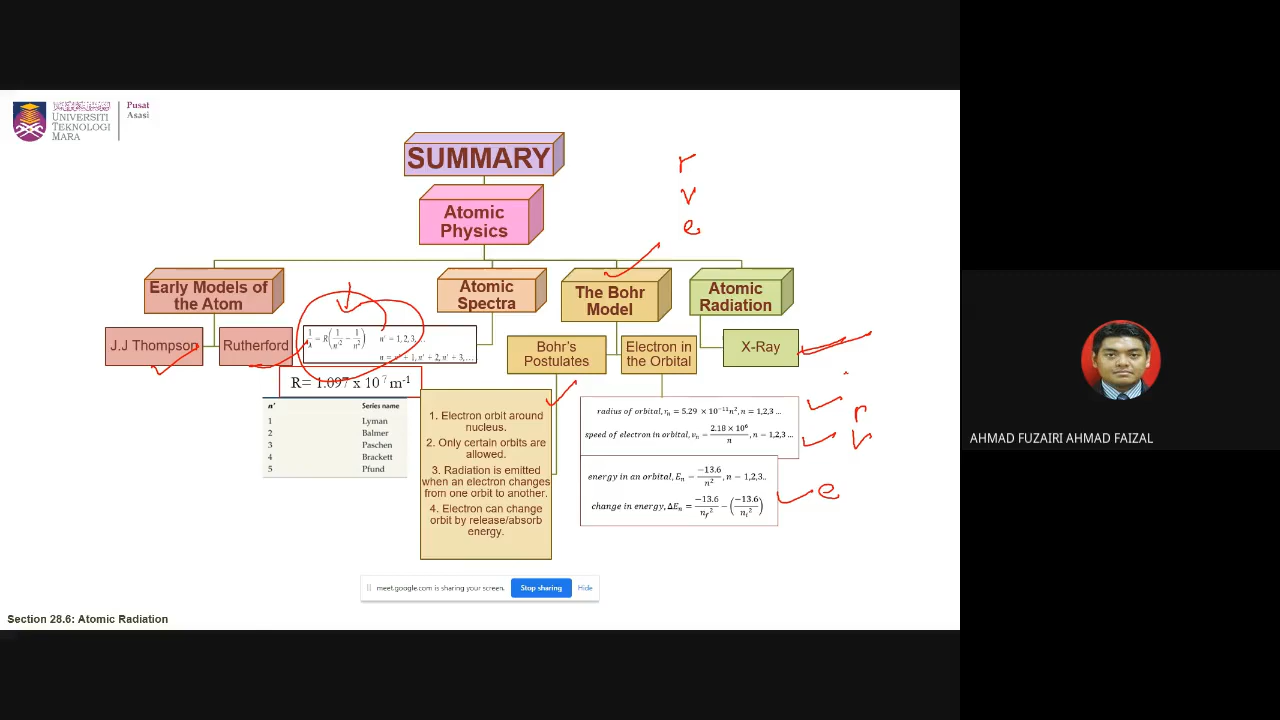 UNIVERSITI
TEKNOLOGI
MARA
Pusat
Asasi
SUMMARY
Atomic
Physics
r
v
e
Early Models of
the Atom
Atomic
Spectra
The Bohr
Model
Atomic
Radiation
J.J Thompson
Rutherford
1/λ = R(1/n'² − 1/n²) n' = 1,2,3,...
n = n' + 1, n' + 2, n' + 3,...
R= 1.097 x 10⁷ m⁻¹
n' Series name
1 Lyman
2 Balmer
3 Paschen
4 Brackett
5 Pfund
Bohr's
Postulates
Electron in
the Orbital
X-Ray
1. Electron orbit around
nucleus.
2. Only certain orbits are
allowed.
3. Radiation is emitted
when an electron changes
from one orbit to another.
4. Electron can change
orbit by release/absorb
energy.
radius of orbital, rₙ = 5.29 × 10⁻¹¹n², n = 1,2,3 ...
r
speed of electron in orbital, vₙ = 2.18 × 10⁶/n, n = 1,2,3 ...
v
energy in an orbital, Eₙ = −13.6/n², n = 1,2,3..
change in energy, ΔEₙ = −13.6/n_f² − (−13.6/n_i²)
e
meet.google.com is sharing your screen.
Stop sharing
Hide
Section 28.6: Atomic Radiation
AHMAD FUZAIRI AHMAD FAIZAL